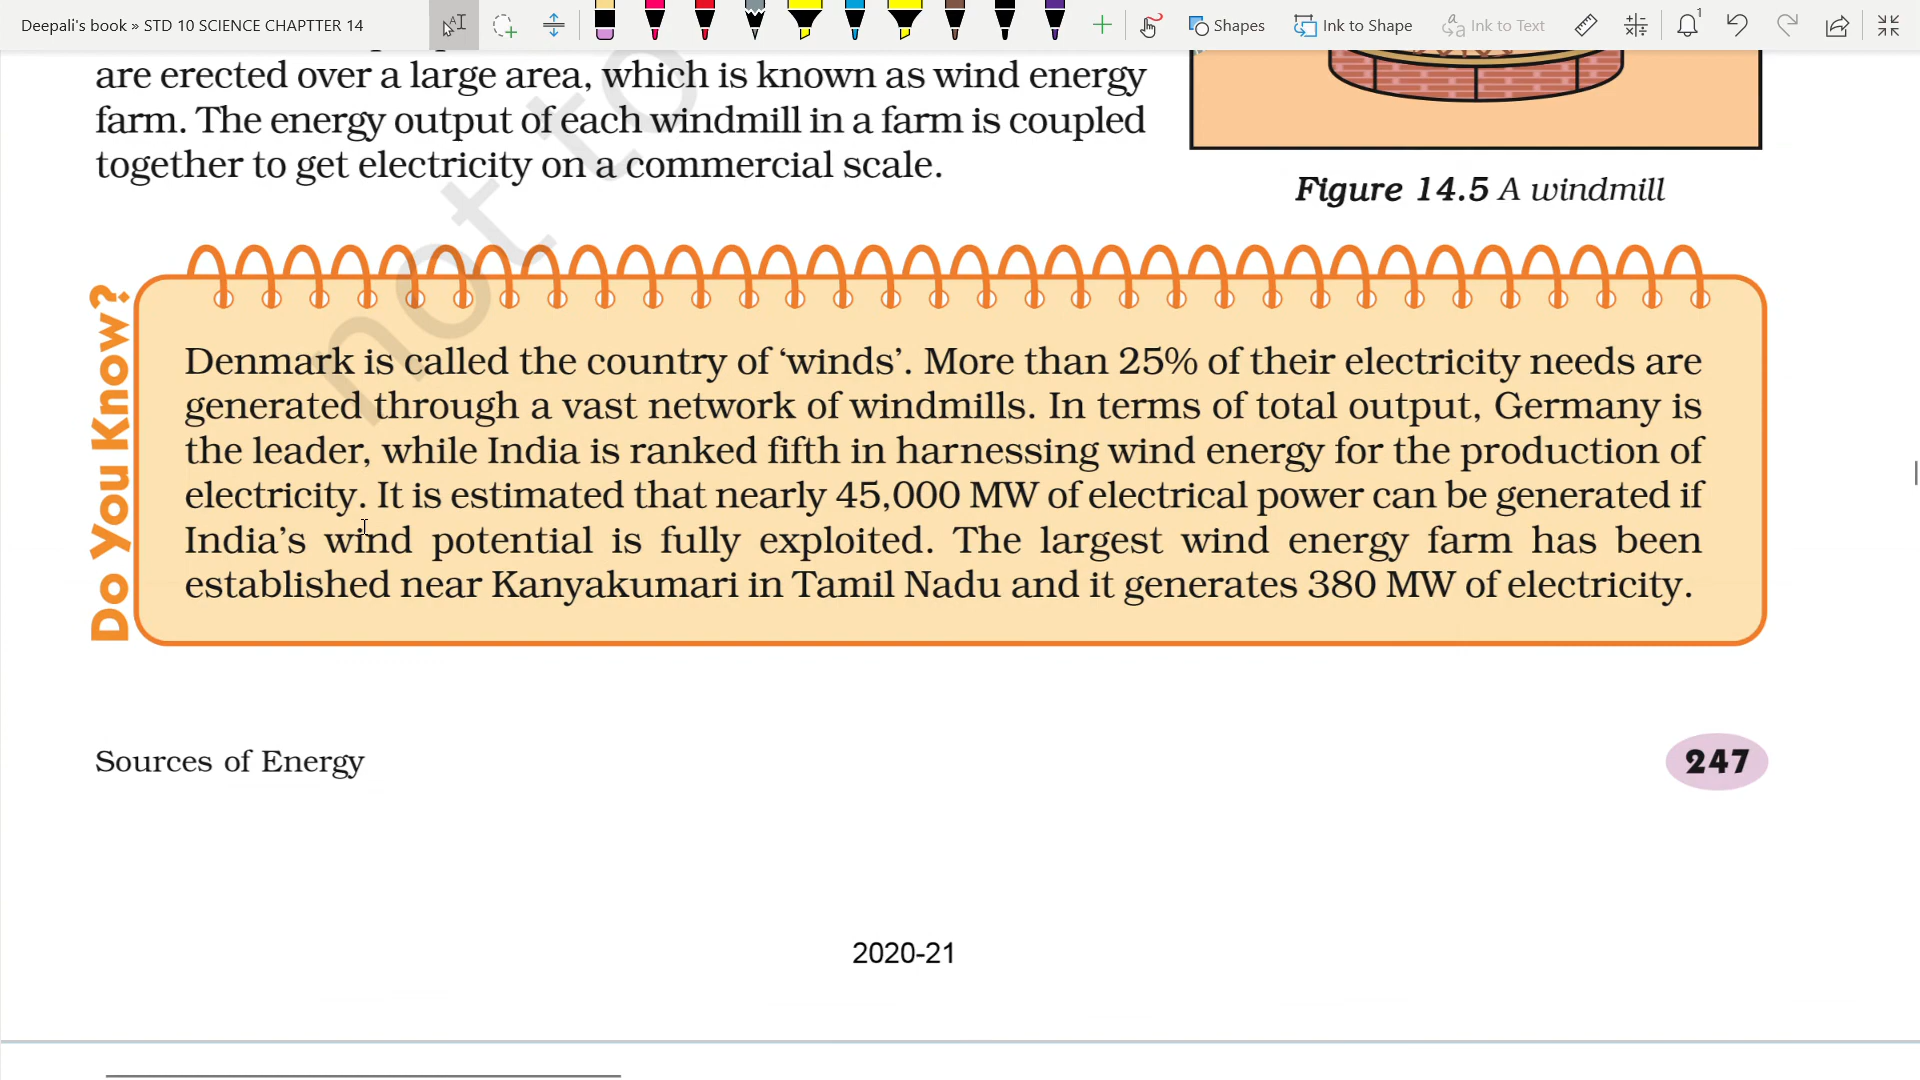 Deepali's book » STD 10 SCIENCE CHAPTTER 14
Shapes
Ink to Shape
Ink to Text
1
are erected over a large area, which is known as wind energy
farm. The energy output of each windmill in a farm is coupled
together to get electricity on a commercial scale.
Figure 14.5 A windmill
not to
Do You Know?
Denmark is called the country of ‘winds’. More than 25% of their electricity needs are
generated through a vast network of windmills. In terms of total output, Germany is
the leader, while India is ranked fifth in harnessing wind energy for the production of
electricity. It is estimated that nearly 45,000 MW of electrical power can be generated if
India’s wind potential is fully exploited. The largest wind energy farm has been
established near Kanyakumari in Tamil Nadu and it generates 380 MW of electricity.
Sources of Energy
247
2020-21